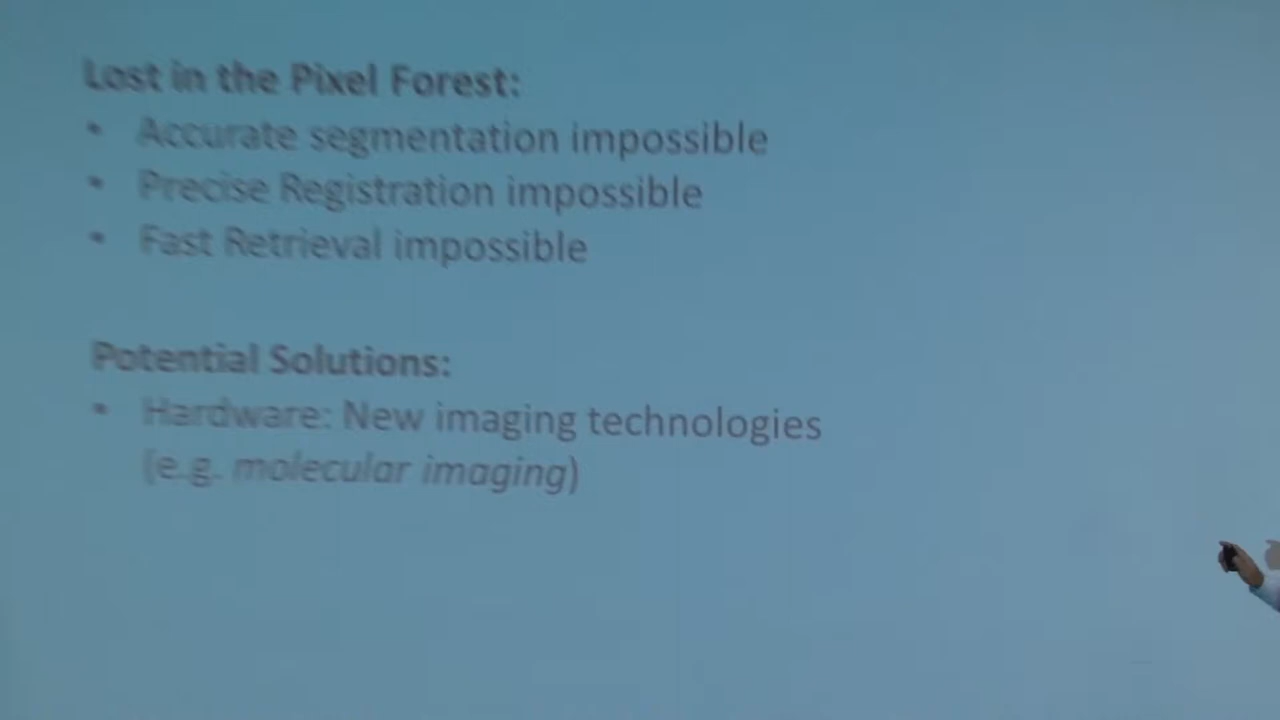 Lost in the Pixel Forest:
• Accurate segmentation impossible
• Precise Registration impossible
• Fast Retrieval impossible
Potential Solutions:
• Hardware: New imaging technologies
(e.g. molecular imaging)